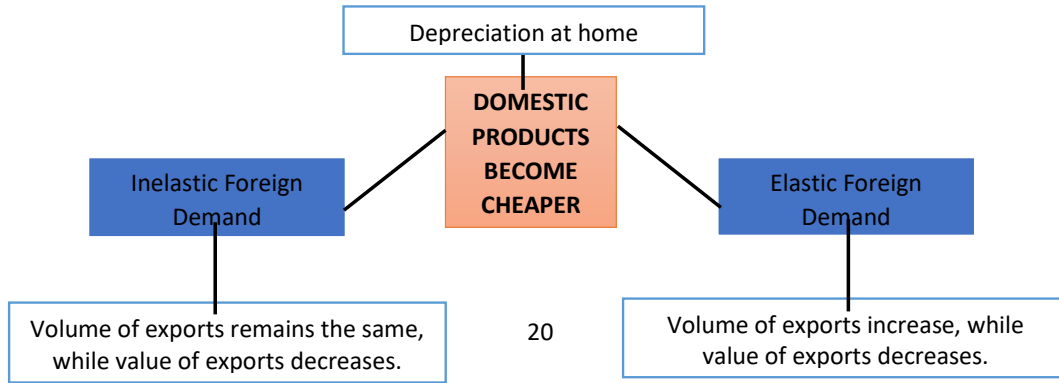 Depreciation at home
DOMESTIC
PRODUCTS
BECOME
CHEAPER
Inelastic Foreign
Demand
Elastic Foreign
Demand
Volume of exports remains the same,
while value of exports decreases.
20
Volume of exports increase, while
value of exports decreases.